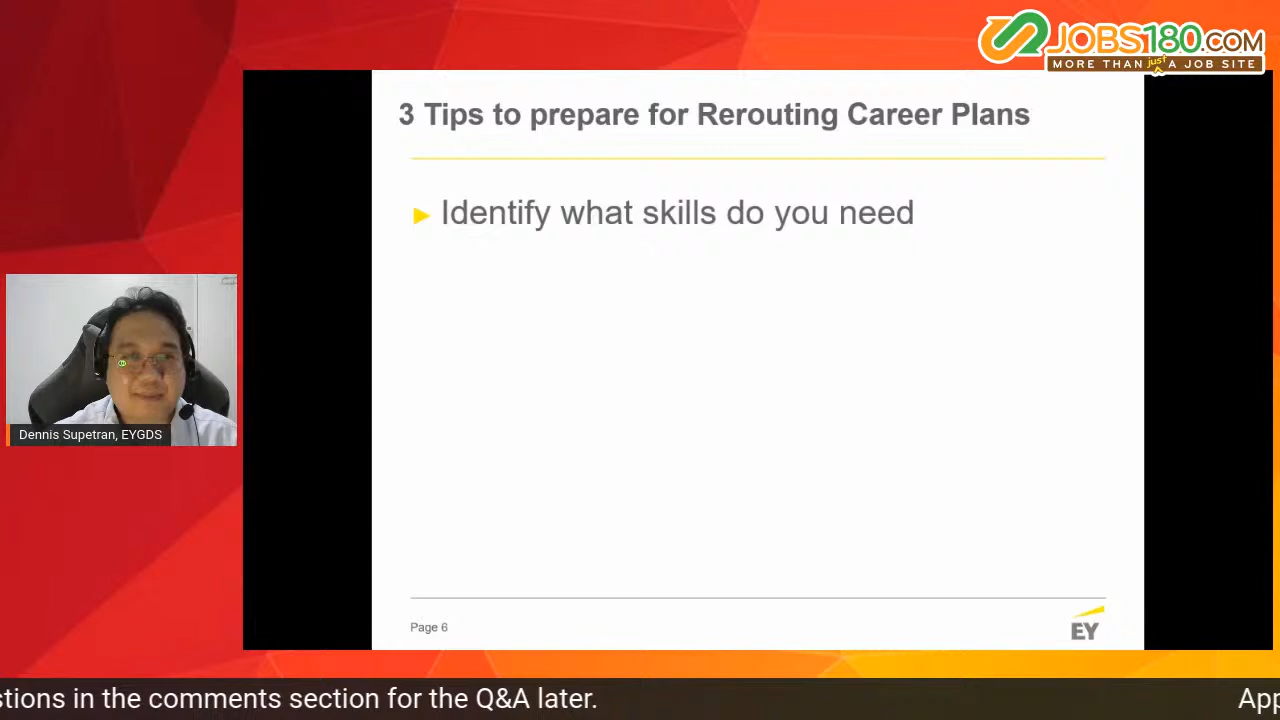 JOBS180.COM
MORE THAN just A JOB SITE
3 Tips to prepare for Rerouting Career Plans
► Identify what skills do you need
Dennis Supetran, EYGDS
Page 6
EY
stions in the comments section for the Q&A later.
App